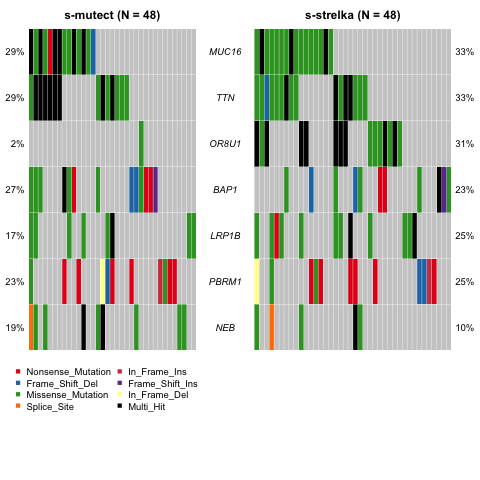 s-mutect (N = 48) s-strelka (N = 48)
29% MUC16 33%
29% TTN 33%
2% OR8U1 31%
27% BAP1 23%
17% LRP1B 25%
23% PBRM1 25%
19% NEB 10%
Nonsense_Mutation In_Frame_Ins
Frame_Shift_Del Frame_Shift_Ins
Missense_Mutation In_Frame_Del
Splice_Site Multi_Hit